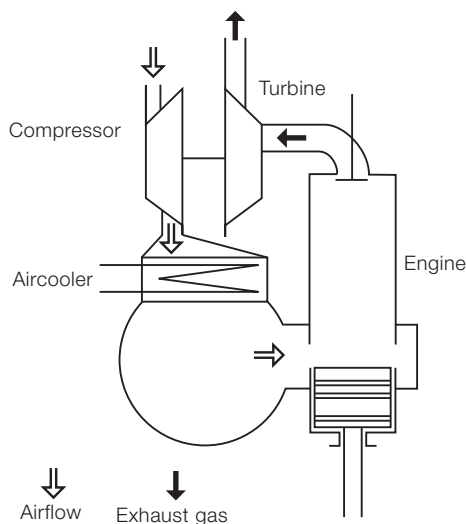 Turbine
Compressor
Engine
Aircooler
Airflow
Exhaust gas